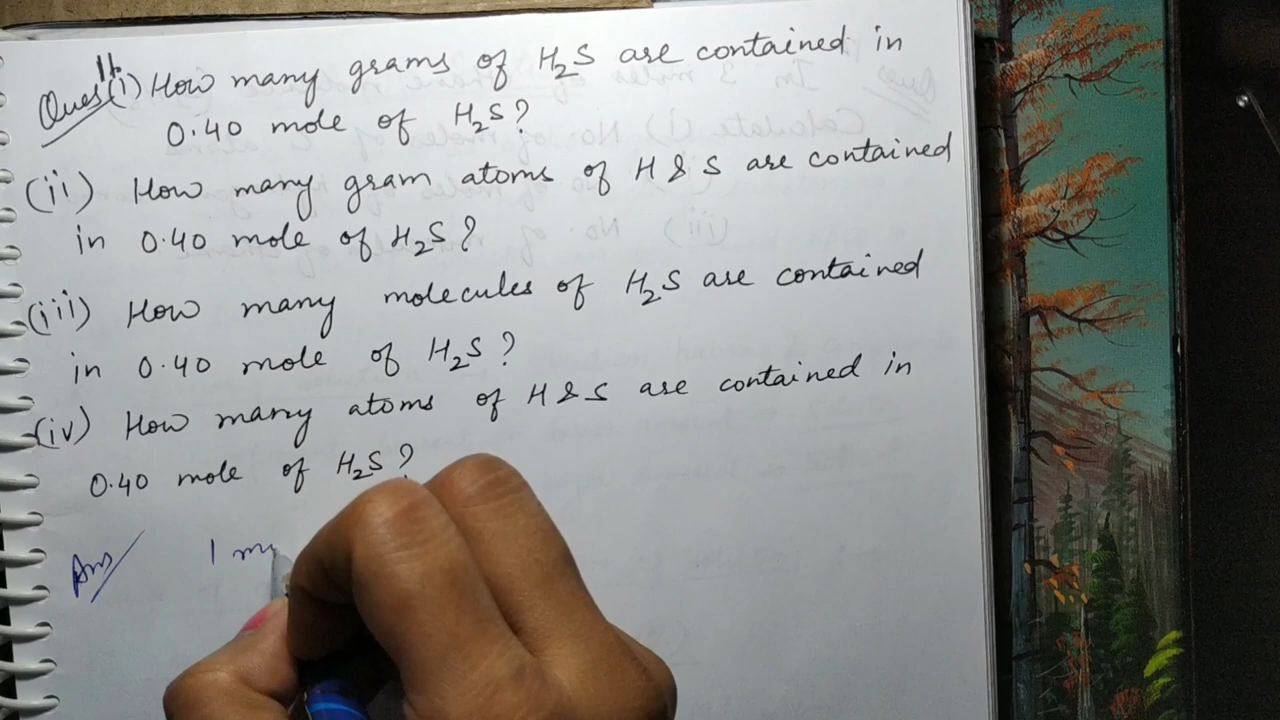 Ques 11. (i) How many grams of H₂S are contained in
0.40 mole of H₂S?
(ii) How many gram atoms of H & S are contained
in 0.40 mole of H₂S?
(iii) How many molecules of H₂S are contained
in 0.40 mole of H₂S?
(iv) How many atoms of H & S are contained in
0.40 mole of H₂S?
Ans 1 m